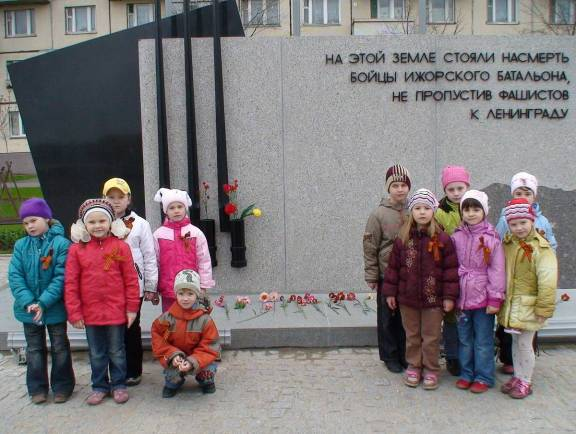 НА ЭТОЙ ЗЕМЛЕ СТОЯЛИ НАСМЕРТЬ
БОЙЦЫ ИЖОРСКОГО БАТАЛЬОНА,
НЕ ПРОПУСТИВ ФАШИСТОВ
К ЛЕНИНГРАДУ